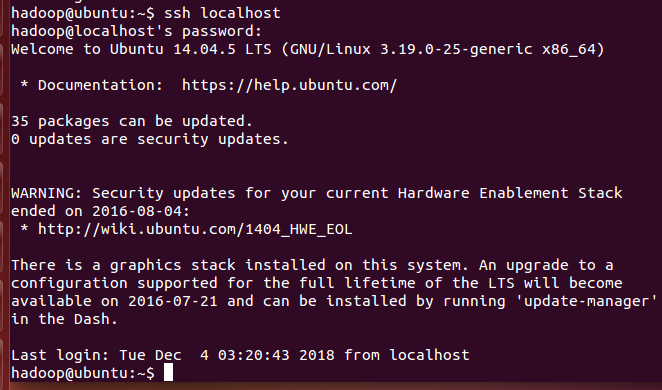 hadoop@ubuntu:~$ ssh localhost
hadoop@localhost's password:
Welcome to Ubuntu 14.04.5 LTS (GNU/Linux 3.19.0-25-generic x86_64)
* Documentation:  https://help.ubuntu.com/
35 packages can be updated.
0 updates are security updates.
WARNING: Security updates for your current Hardware Enablement Stack
ended on 2016-08-04:
* http://wiki.ubuntu.com/1404_HWE_EOL
There is a graphics stack installed on this system. An upgrade to a
configuration supported for the full lifetime of the LTS will become
available on 2016-07-21 and can be installed by running 'update-manager'
in the Dash.
Last login: Tue Dec  4 03:20:43 2018 from localhost
hadoop@ubuntu:~$